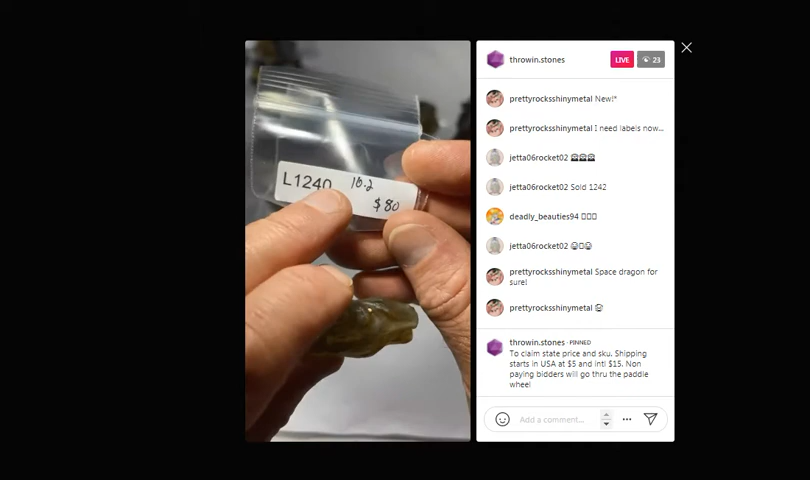 L1240 10.2
$80
throwin.stones LIVE 23
prettyrocksshinymetal New!*
prettyrocksshinymetal I need labels now...
jetta06rocket02
jetta06rocket02 Sold 1242
deadly_beauties94
jetta06rocket02
prettyrocksshinymetal Space dragon for
sure!
prettyrocksshinymetal
throwin.stones · PINNED
To claim state price and sku. Shipping
starts in USA at $5 and intl $15. Non
paying bidders will go thru the paddle
wheel
Add a comment...